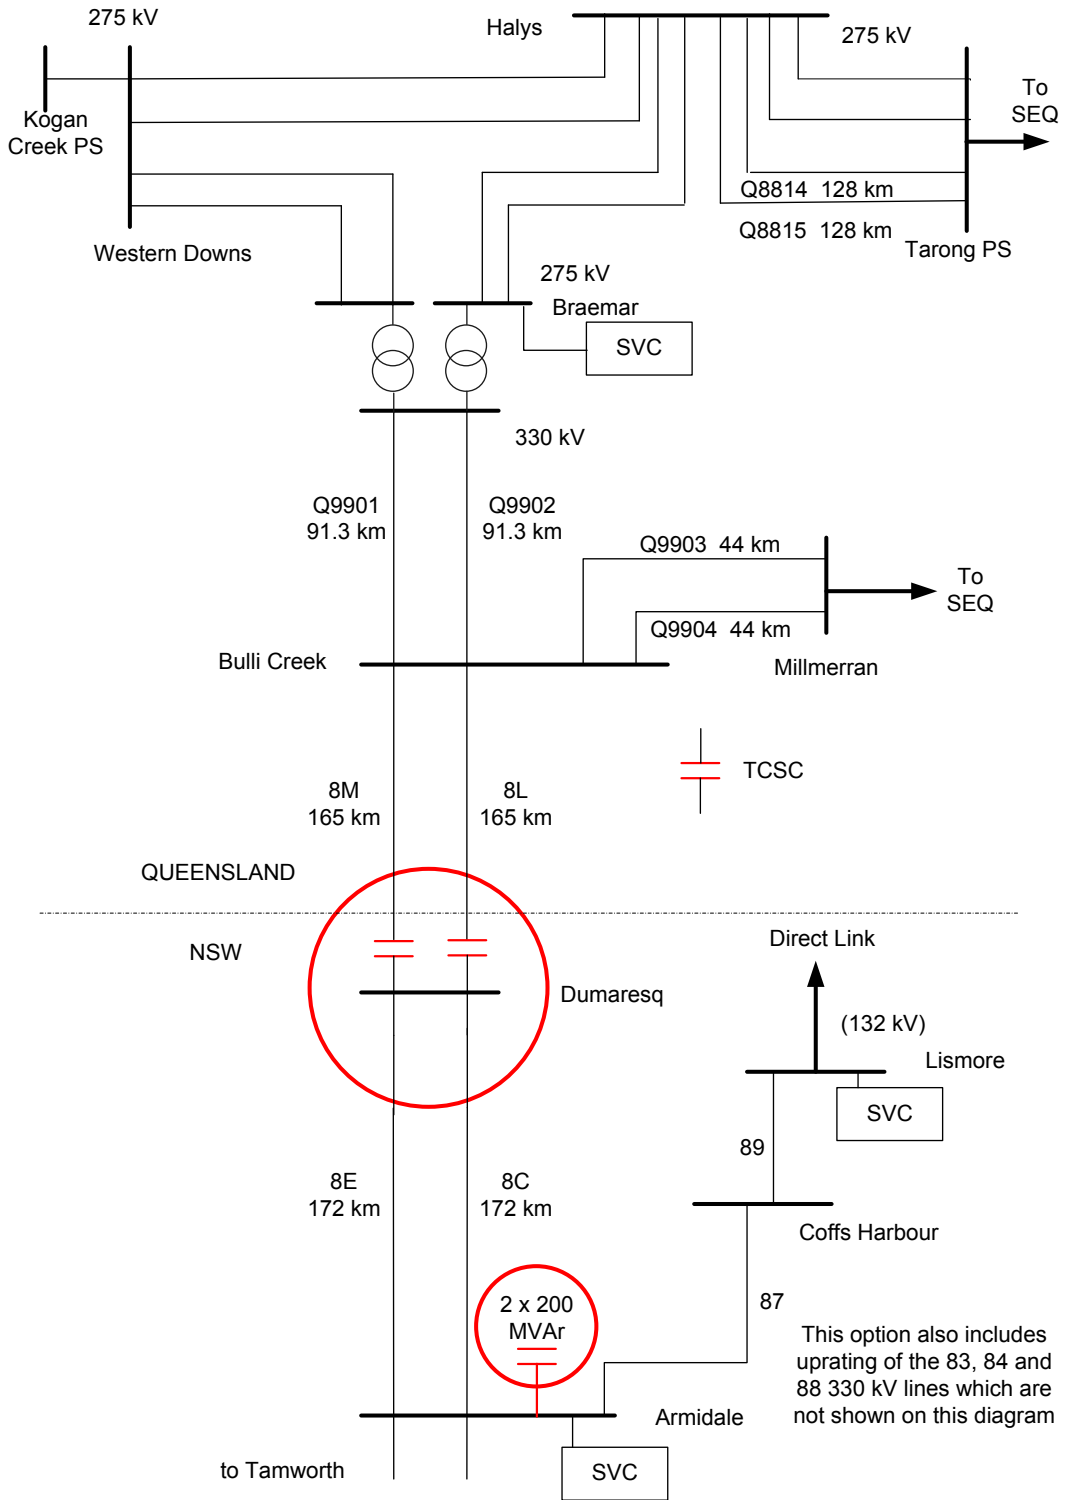 275 kV
Halys
275 kV
To
SEQ
Kogan
Creek PS
Q8814 128 km
Q8815 128 km
Western Downs
Tarong PS
275 kV
Braemar
SVC
330 kV
Q9901
91.3 km
Q9902
91.3 km
Q9903 44 km
To
SEQ
Q9904 44 km
Bulli Creek
Millmerran
TCSC
8M
165 km
8L
165 km
QUEENSLAND
NSW
Direct Link
Dumaresq
(132 kV)
Lismore
SVC
89
8E
172 km
8C
172 km
Coffs Harbour
2 x 200
MVAr
87
This option also includes
uprating of the 83, 84 and
88 330 kV lines which are
not shown on this diagram
Armidale
to Tamworth
SVC